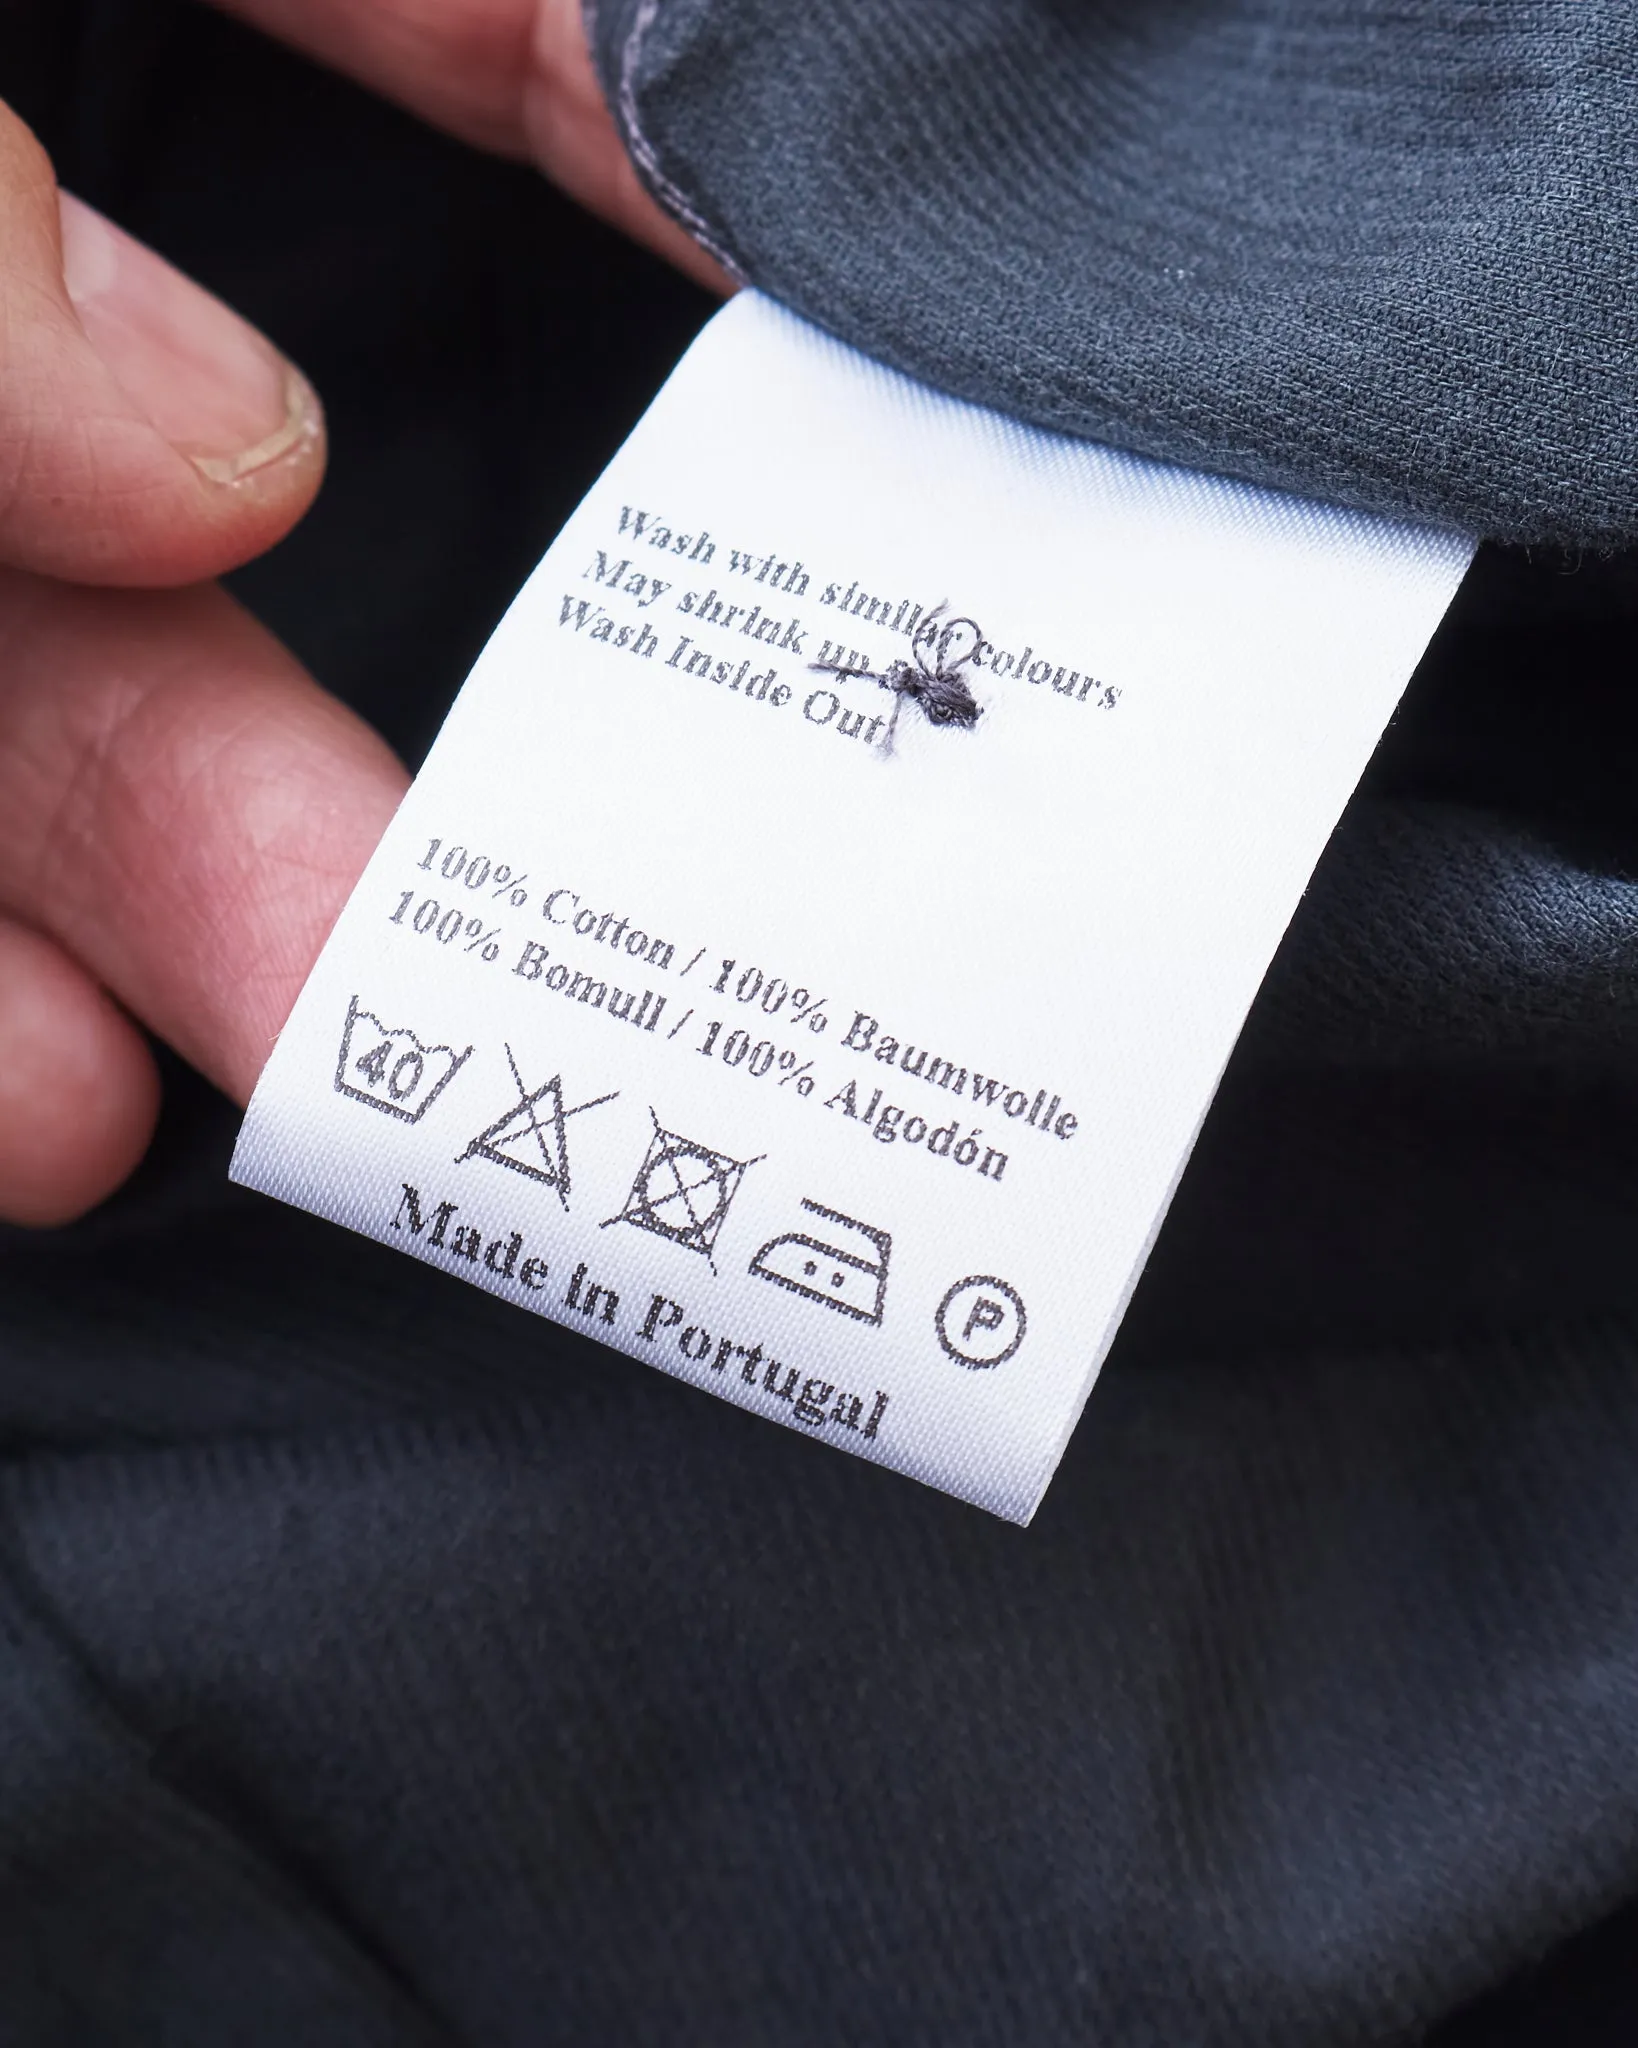 Wash with similar colours
May shrink up
Wash Inside Out
100% Cotton / 100% Baumwolle
100% Bomull / 100% Algodón
40
P
Made in Portugal